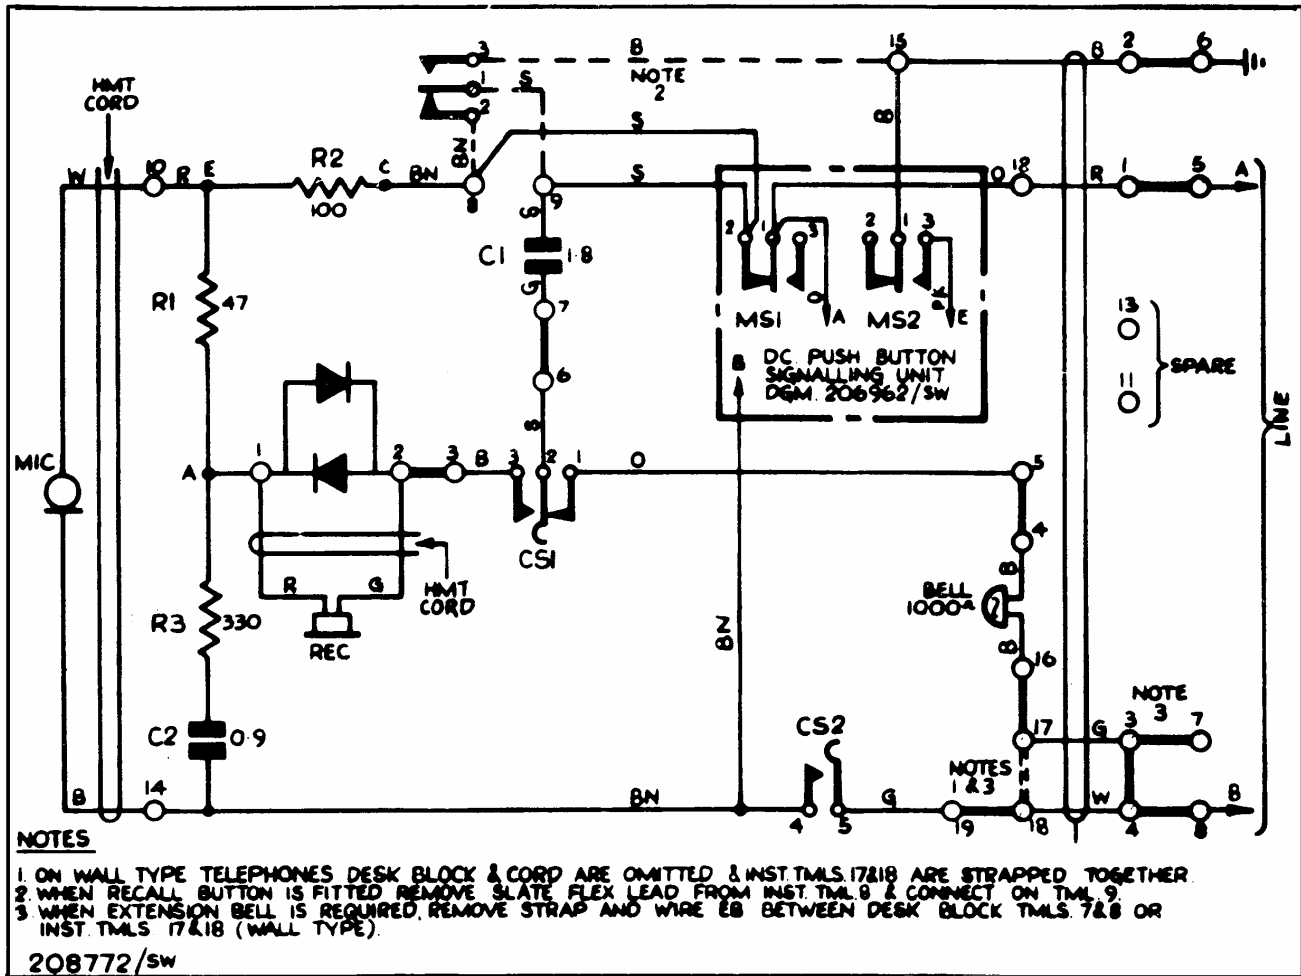 3
B
15
B
2
6
NOTE
2
HMT
CORD
1
S
2
S
B
BN
W
10
R
E
R2
100
C
BN
8
9
S
O
18
R
1
5
A
S
C1
1.8
G
7
2
1
3
2
1
3
O
A
PK
E
MS1
MS2
R1
47
13
11
SPARE
B
DC. PUSH BUTTON
SIGNALLING UNIT
DGM. 206962/SW
6
S
LINE
MIC
A
1
2
3
B
3
2
1
O
5
CS1
4
B
R
G
HMT
CORD
REC
BELL
1000Ω
R3
330
BN
B
16
NOTE
3
C2
0.9
CS2
17
G
3
7
NOTES
1 & 3
B
14
BN
4
5
G
19
18
W
4
8
B
NOTES
1. ON WALL TYPE TELEPHONES DESK BLOCK & CORD ARE OMITTED & INST. TMLS. 17&18 ARE STRAPPED TOGETHER.
2. WHEN RECALL BUTTON IS FITTED REMOVE SLATE FLEX LEAD FROM INST. TML. 8 & CONNECT ON TML. 9.
3. WHEN EXTENSION BELL IS REQUIRED, REMOVE STRAP AND WIRE EB BETWEEN DESK BLOCK TMLS. 7&8 OR
INST. TMLS 17&18 (WALL TYPE).
208772/SW